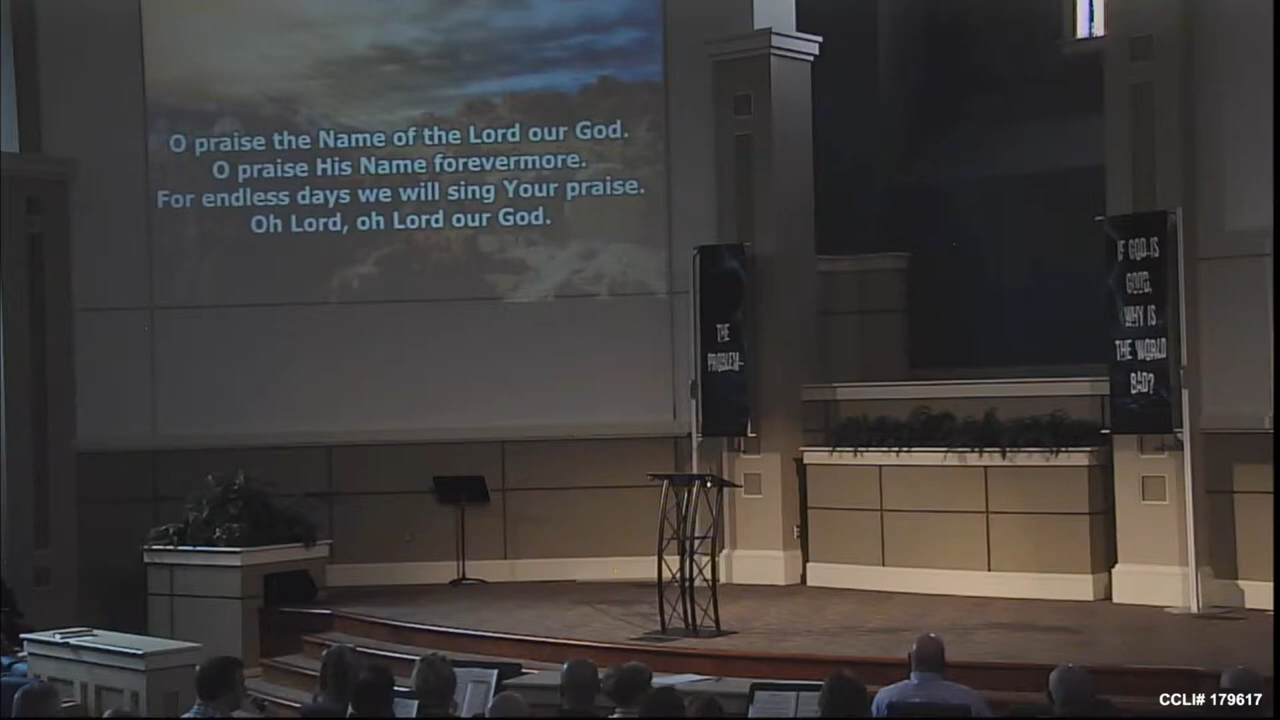 O praise the Name of the Lord our God.
O praise His Name forevermore.
For endless days we will sing Your praise.
Oh Lord, oh Lord our God.
THE
PROBLEM
IF GOD IS
GOOD,
WHY IS
THE WORLD
BAD?
CCLI# 179617